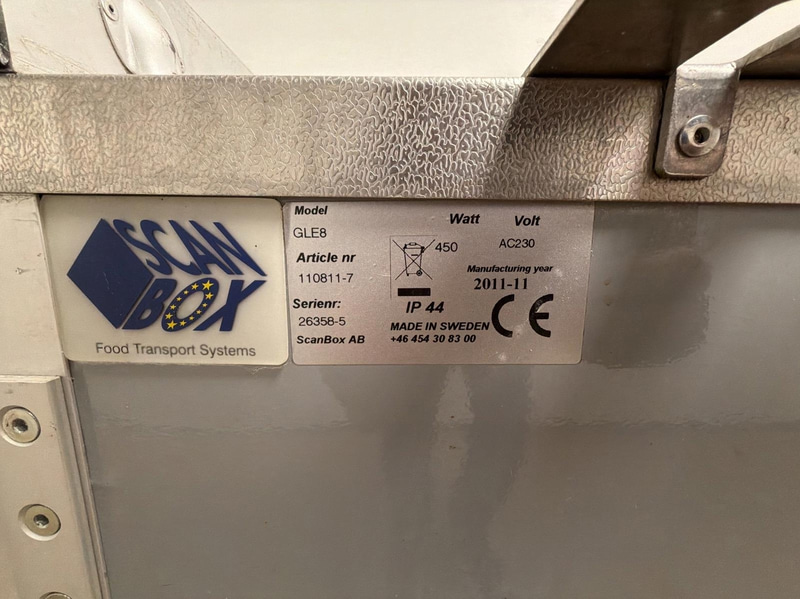 SCAN
BOX
Food Transport Systems
Model Watt Volt
GLE8 450 AC230
Article nr Manufacturing year
110811-7 2011-11
Serienr: IP 44
26358-5 MADE IN SWEDEN CE
ScanBox AB +46 454 30 83 00